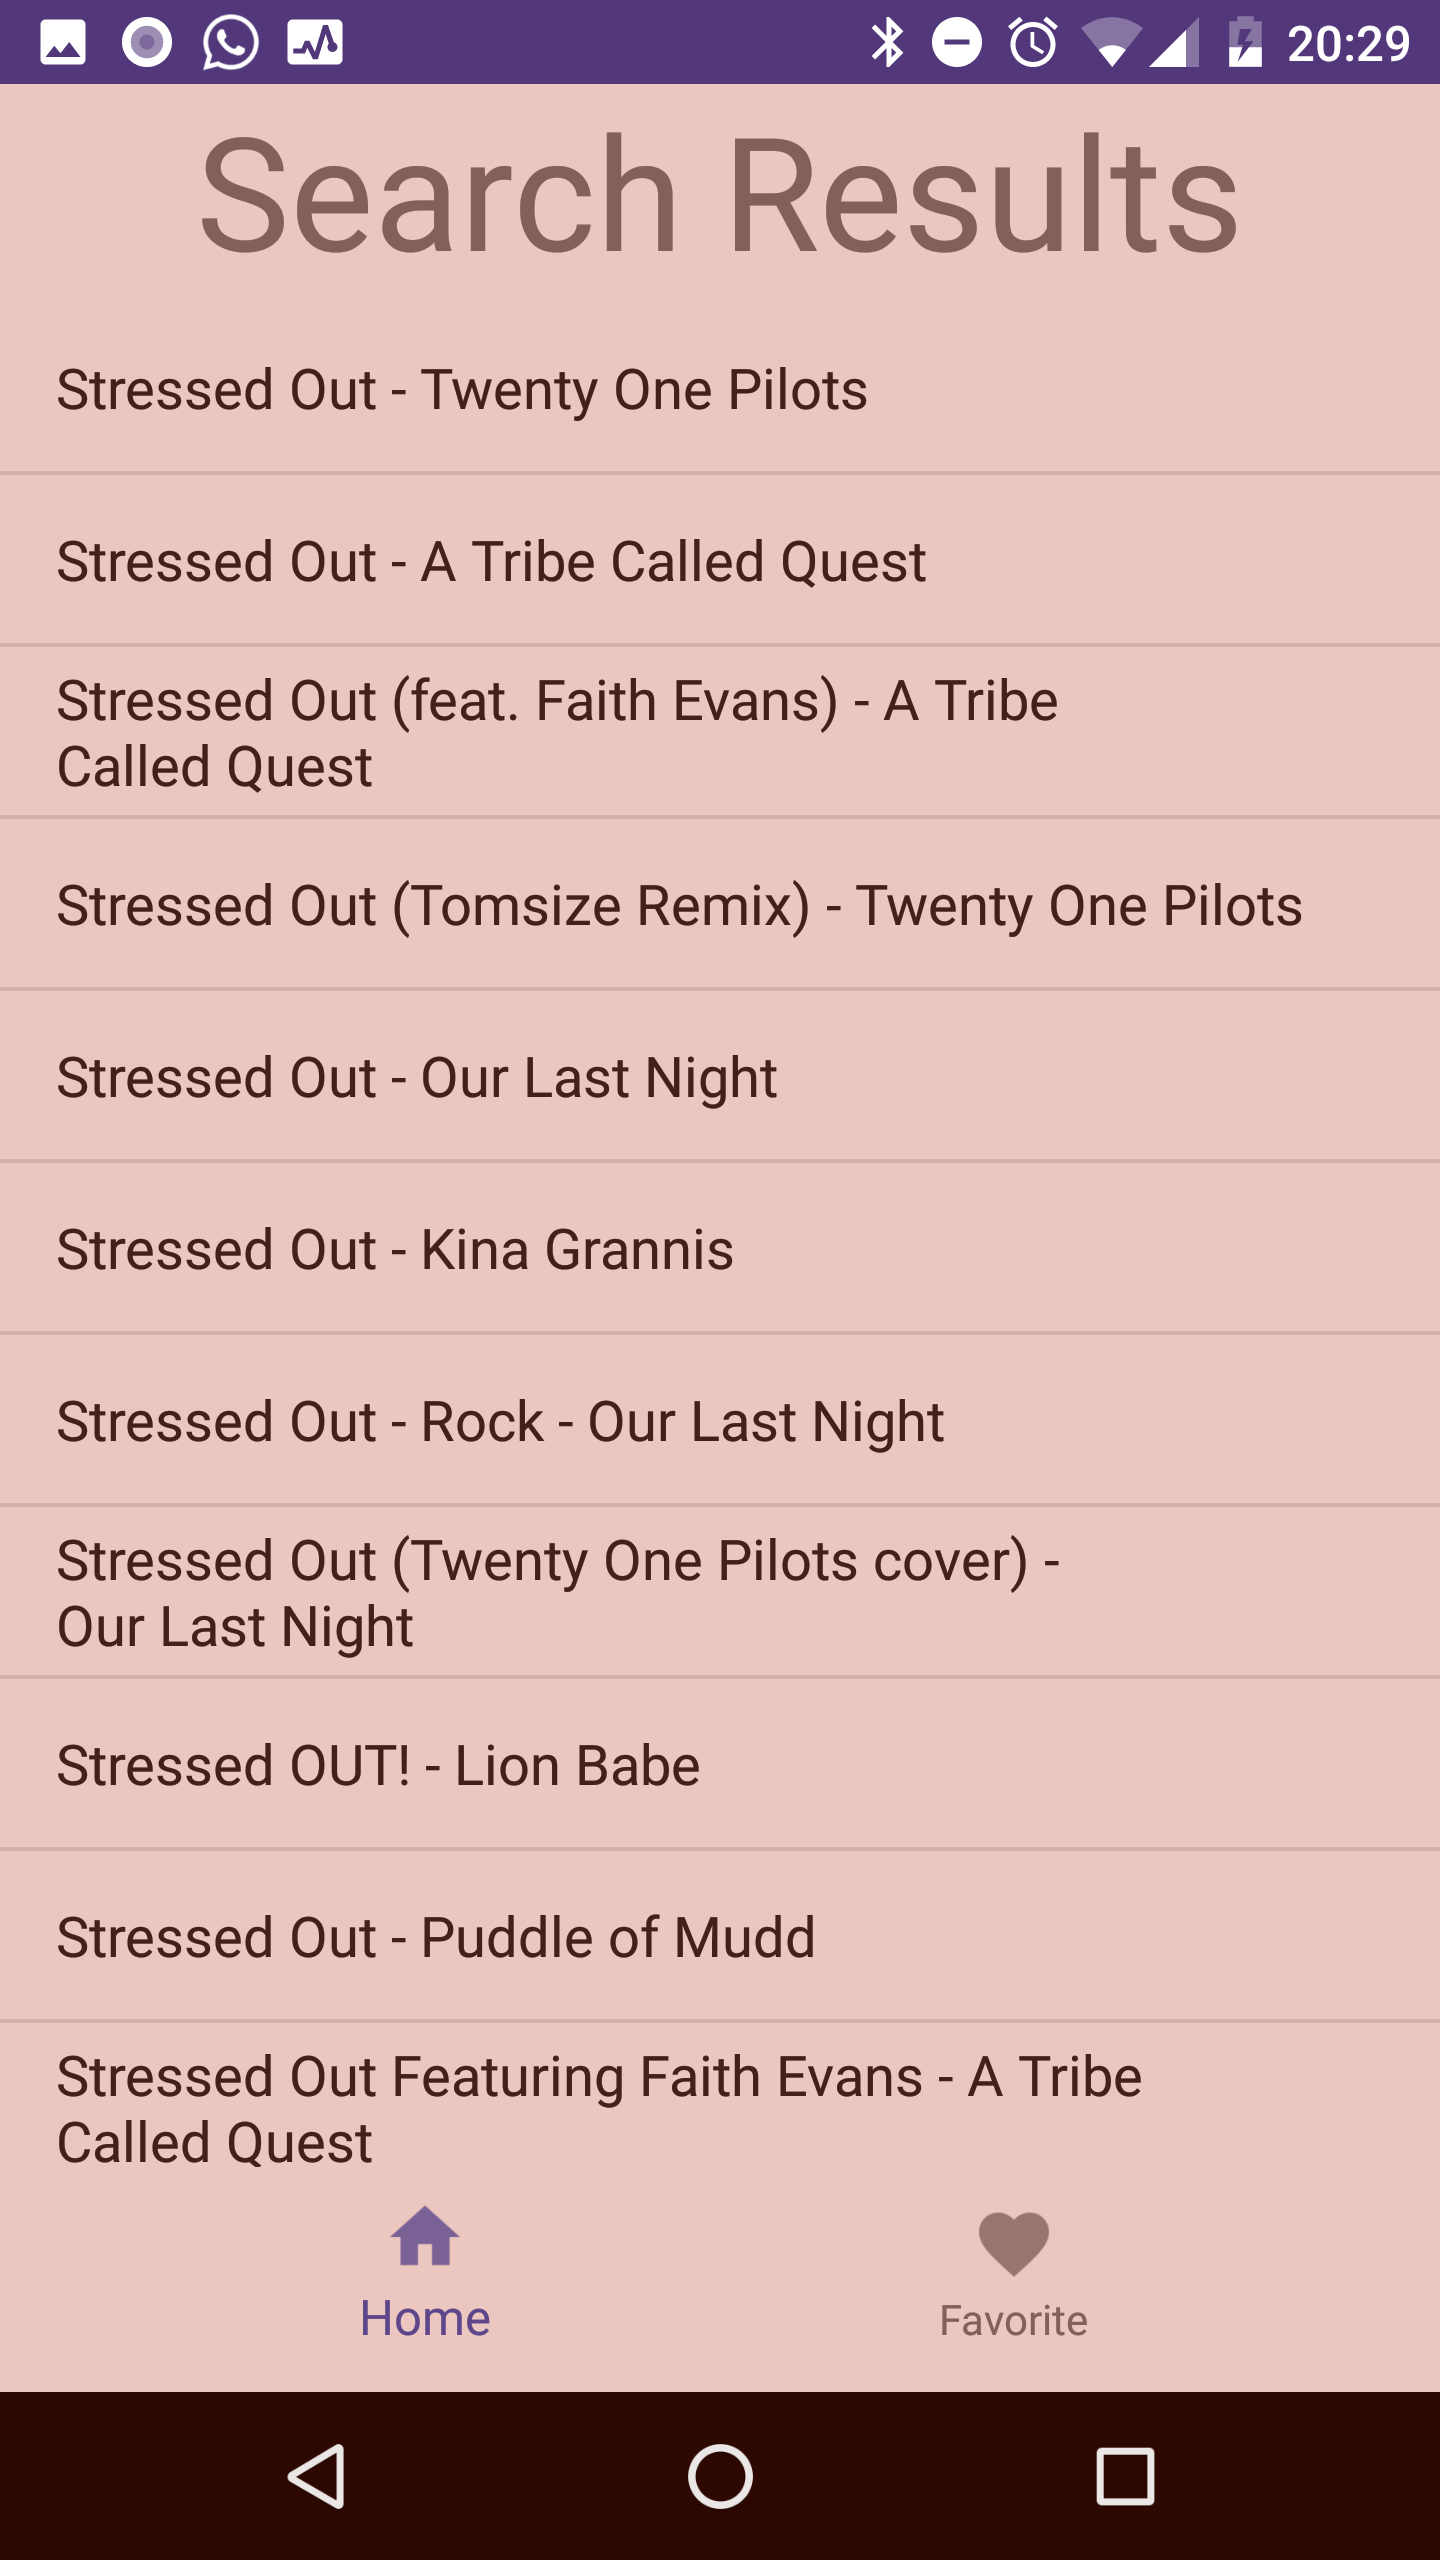 20:29
Search Results
Stressed Out - Twenty One Pilots
Stressed Out - A Tribe Called Quest
Stressed Out (feat. Faith Evans) - A Tribe
Called Quest
Stressed Out (Tomsize Remix) - Twenty One Pilots
Stressed Out - Our Last Night
Stressed Out - Kina Grannis
Stressed Out - Rock - Our Last Night
Stressed Out (Twenty One Pilots cover) -
Our Last Night
Stressed OUT! - Lion Babe
Stressed Out - Puddle of Mudd
Stressed Out Featuring Faith Evans - A Tribe
Called Quest
Home
Favorite